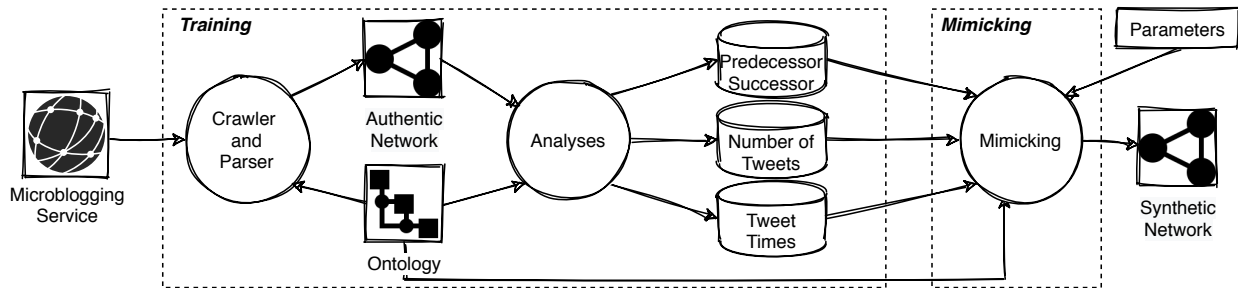 Training
Mimicking
Parameters
Predecessor
Successor
Crawler
and
Parser
Authentic
Network
Analyses
Number of
Tweets
Mimicking
Microblogging
Service
Synthetic
Network
Tweet
Times
Ontology